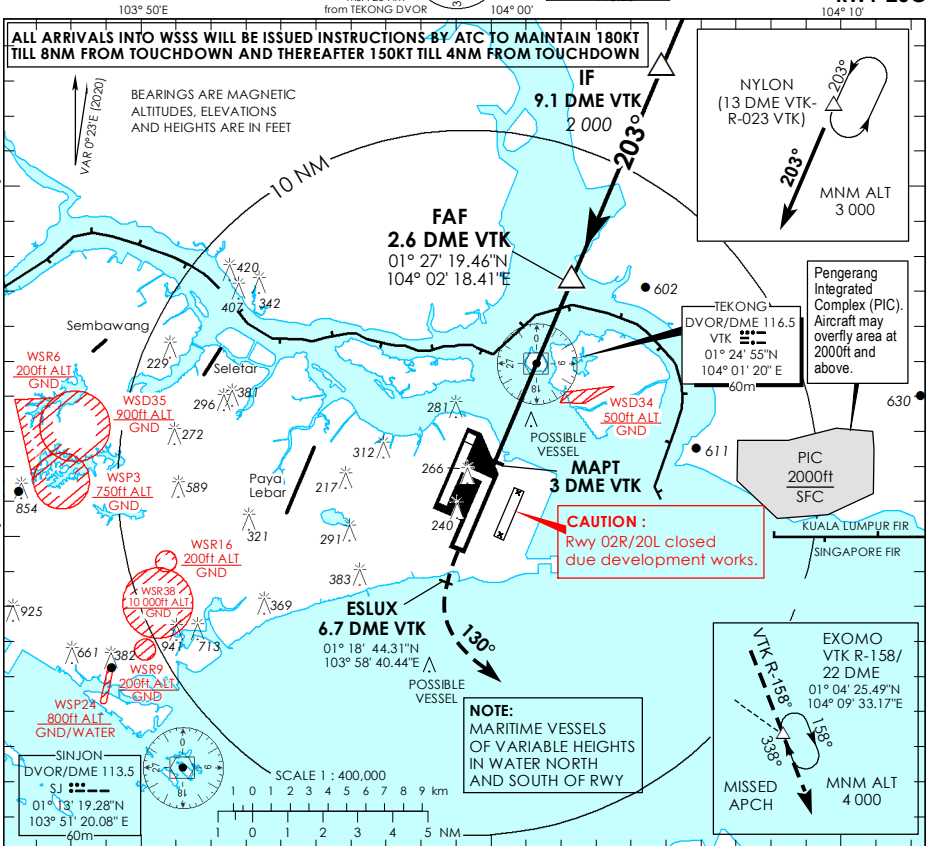 103° 50'E
from TEKONG DVOR
104° 00'
104° 10'
ALL ARRIVALS INTO WSSS WILL BE ISSUED INSTRUCTIONS BY ATC TO MAINTAIN 180KT
TILL 8NM FROM TOUCHDOWN AND THEREAFTER 150KT TILL 4NM FROM TOUCHDOWN
VAR 0°23'E (2020)
BEARINGS ARE MAGNETIC
ALTITUDES, ELEVATIONS
AND HEIGHTS ARE IN FEET
IF
9.1 DME VTK
2 000
203°
10 NM
NYLON
(13 DME VTK-
R-023 VTK)
203°
203°
MNM ALT
3 000
FAF
2.6 DME VTK
01° 27' 19.46"N
104° 02' 18.41"E
420
407
342
602
Pengerang
Integrated
Complex (PIC).
Aircraft may
overfly area at
2000ft and
above.
TEKONG
DVOR/DME 116.5
VTK
01° 24' 55"N
104° 01' 20" E
60m
0
9
18
27
Sembawang
229
Seletar
WSR6
200ft ALT
GND
WSD35
900ft ALT
GND
296
381
272
281
WSD34
500ft ALT
GND
630
POSSIBLE
VESSEL
611
312
266
MAPT
3 DME VTK
PIC
2000ft
SFC
WSP3
750ft ALT
GND
854
589
Paya
Lebar
217
240
321
291
CAUTION :
Rwy 02R/20L closed
due development works.
KUALA LUMPUR FIR
SINGAPORE FIR
WSR16
200ft ALT
GND
383
WSR38
10 000ft ALT
GND
369
925
941
713
ESLUX
6.7 DME VTK
01° 18' 44.31"N
103° 58' 40.44"E
130°
POSSIBLE
VESSEL
661
382
WSR9
200ft ALT
GND
WSP24
800ft ALT
GND/WATER
NOTE:
MARITIME VESSELS
OF VARIABLE HEIGHTS
IN WATER NORTH
AND SOUTH OF RWY
EXOMO
VTK R-158/
22 DME
01° 04' 25.49"N
104° 09' 33.17"E
VTK R-158°
158°
338°
MISSED
APCH
MNM ALT
4 000
SINJON
DVOR/DME 113.5
SJ
01° 13' 19.28"N
103° 51' 20.08" E
60m
0
9
18
27
SCALE 1 : 400,000
1 0 1 2 3 4 5 6 7 8 9 km
1 0 1 2 3 4 5 NM